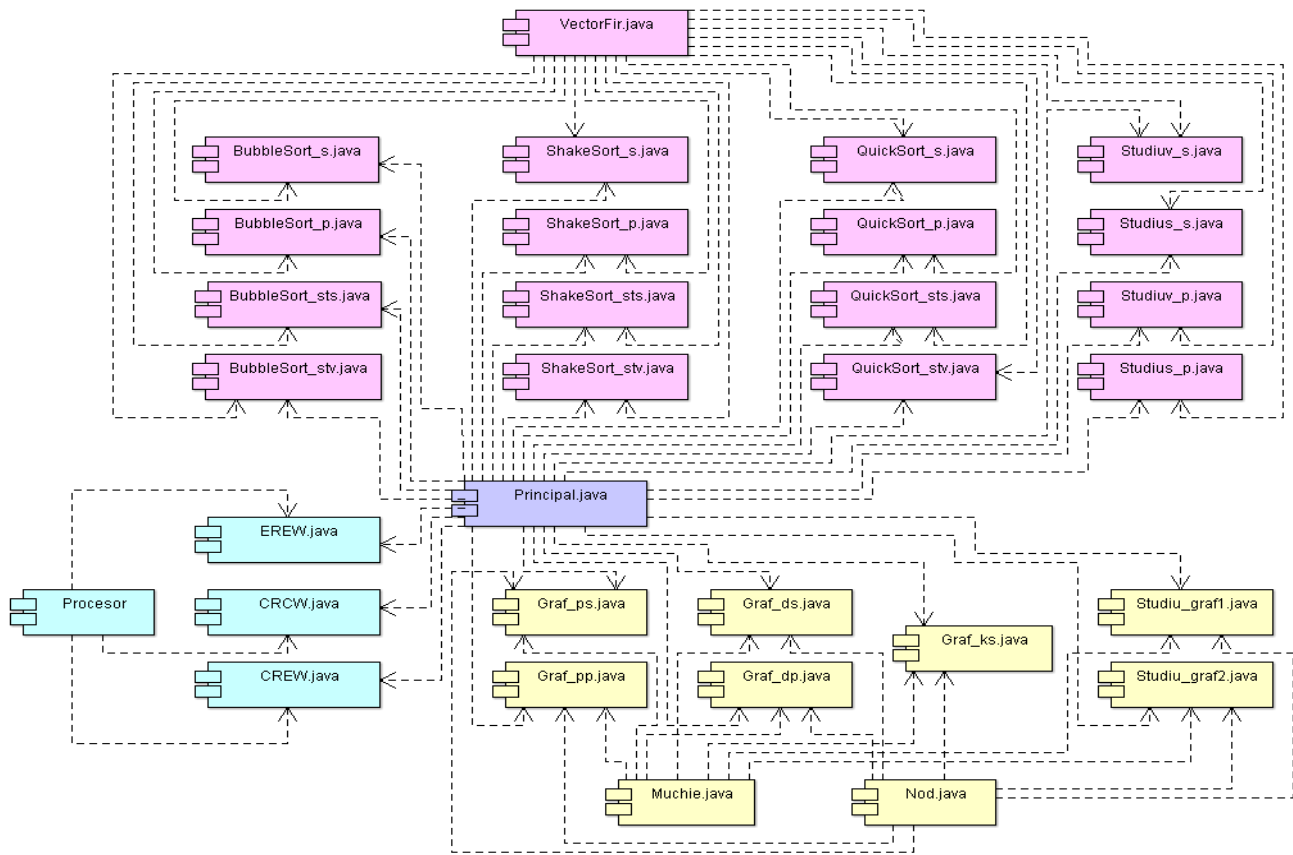 VectorFir.java
BubbleSort_s.java
ShakeSort_s.java
QuickSort_s.java
Studiuv_s.java
BubbleSort_p.java
ShakeSort_p.java
QuickSort_p.java
Studius_s.java
BubbleSort_sts.java
ShakeSort_sts.java
QuickSort_sts.java
Studiuv_p.java
BubbleSort_stv.java
ShakeSort_stv.java
QuickSort_stv.java
Studius_p.java
Principal.java
EREW.java
Procesor
CRCW.java
Graf_ps.java
Graf_ds.java
Studiu_graf1.java
Graf_ks.java
CREW.java
Graf_pp.java
Graf_dp.java
Studiu_graf2.java
Muchie.java
Nod.java